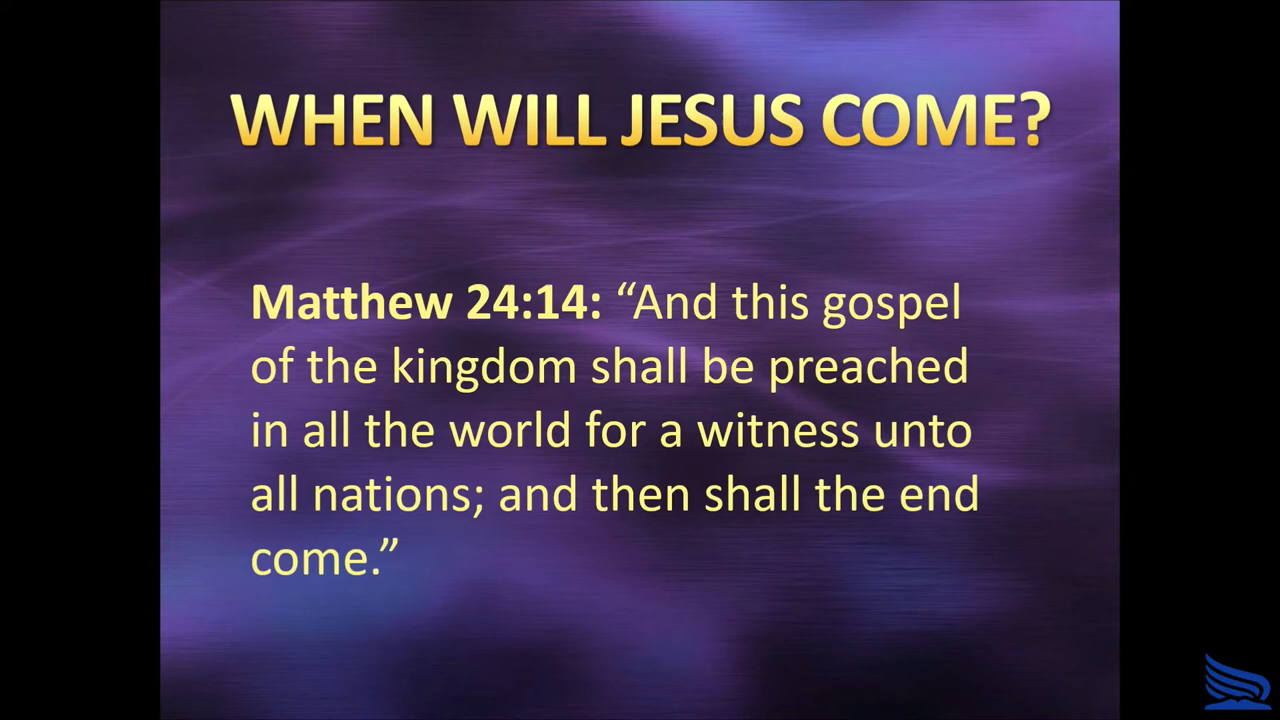 WHEN WILL JESUS COME?
Matthew 24:14: “And this gospel
of the kingdom shall be preached
in all the world for a witness unto
all nations; and then shall the end
come.”